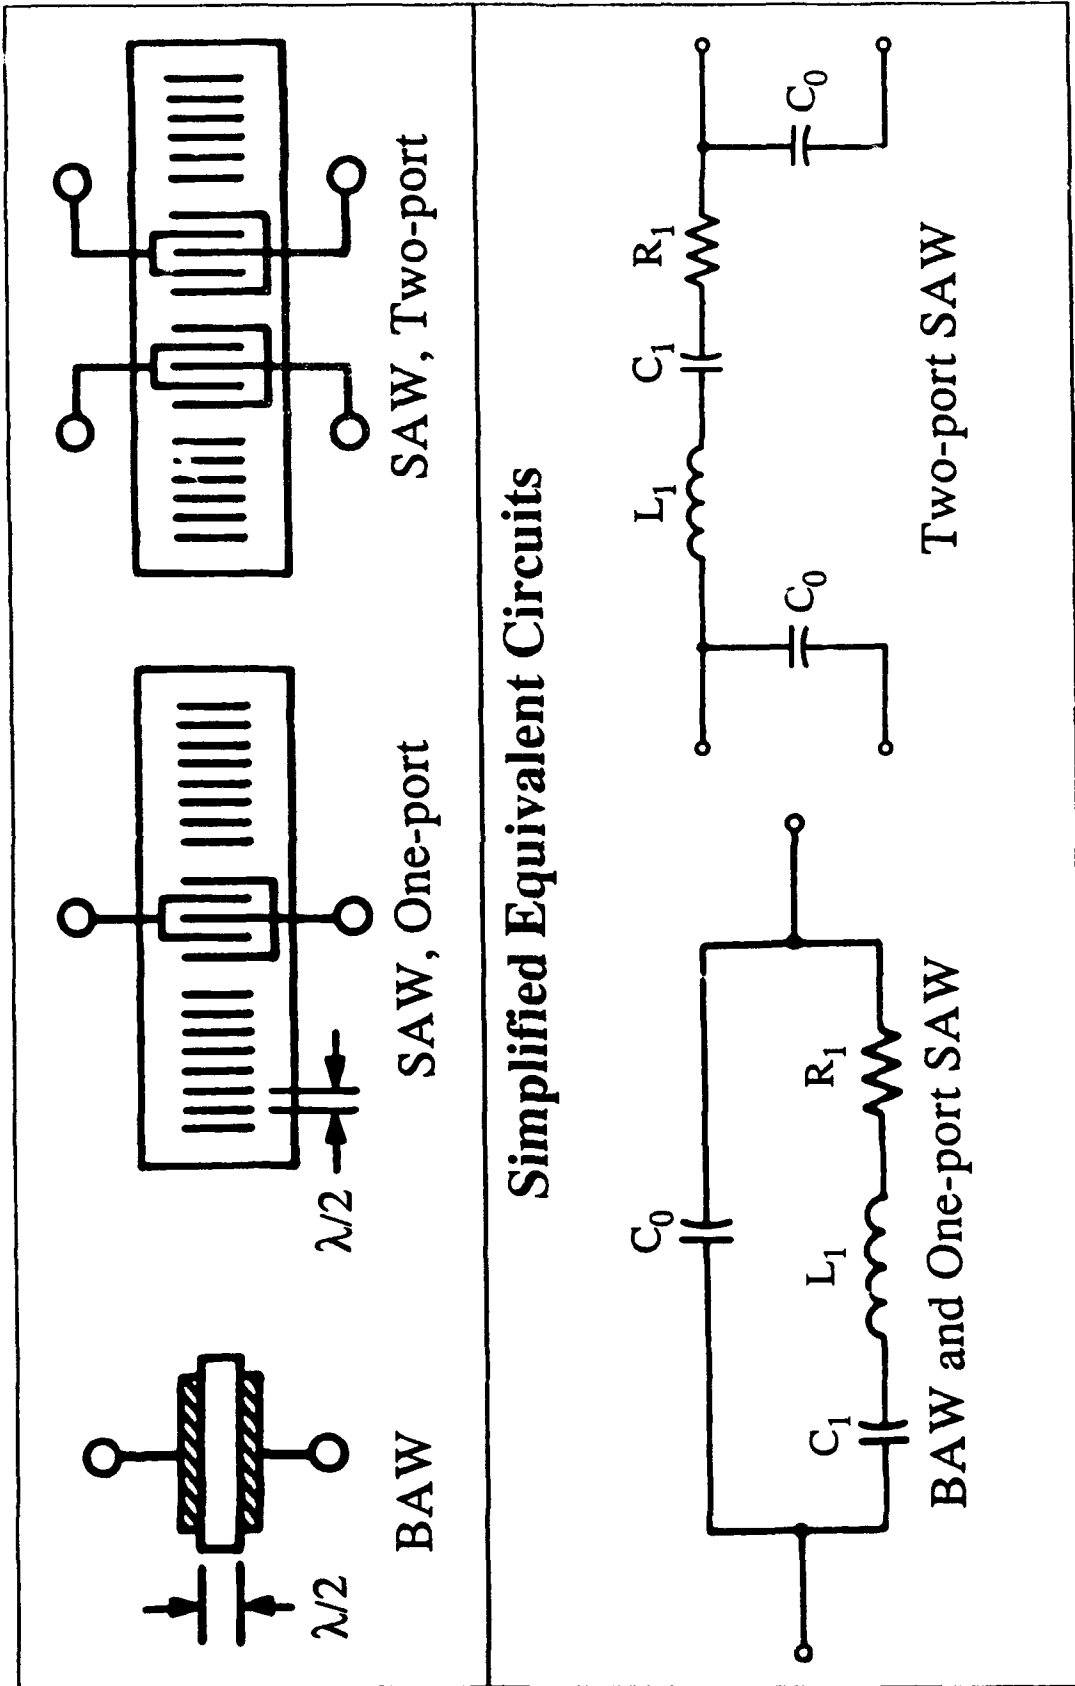 λ/2
BAW
λ/2
SAW, One-port
SAW, Two-port
Simplified Equivalent Circuits
C₀
C₁
L₁
R₁
BAW and One-port SAW
L₁
C₁
R₁
C₀
C₀
Two-port SAW